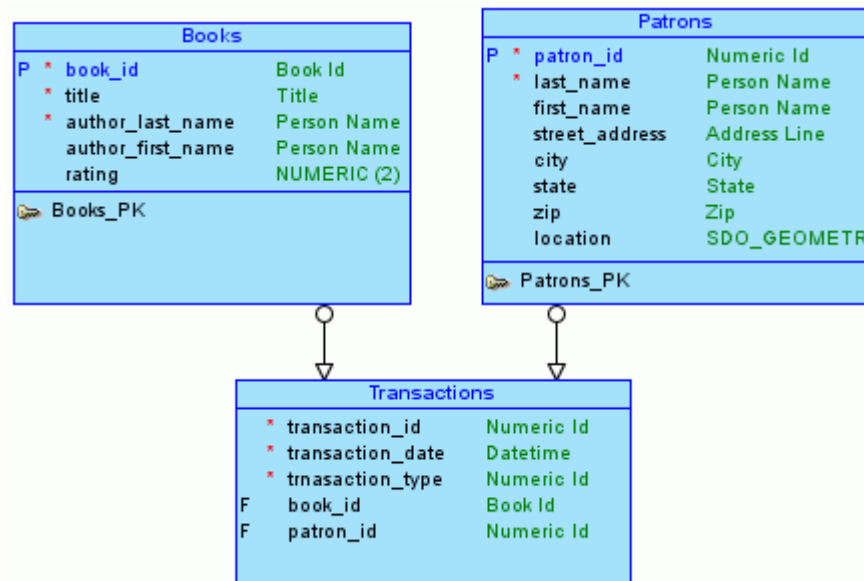 Books
P * book_id Book Id
* title Title
* author_last_name Person Name
author_first_name Person Name
rating NUMERIC (2)
Books_PK
Patrons
P * patron_id Numeric Id
* last_name Person Name
first_name Person Name
street_address Address Line
city City
state State
zip Zip
location SDO_GEOMETR
Patrons_PK
Transactions
* transaction_id Numeric Id
* transaction_date Datetime
* trnasaction_type Numeric Id
F book_id Book Id
F patron_id Numeric Id